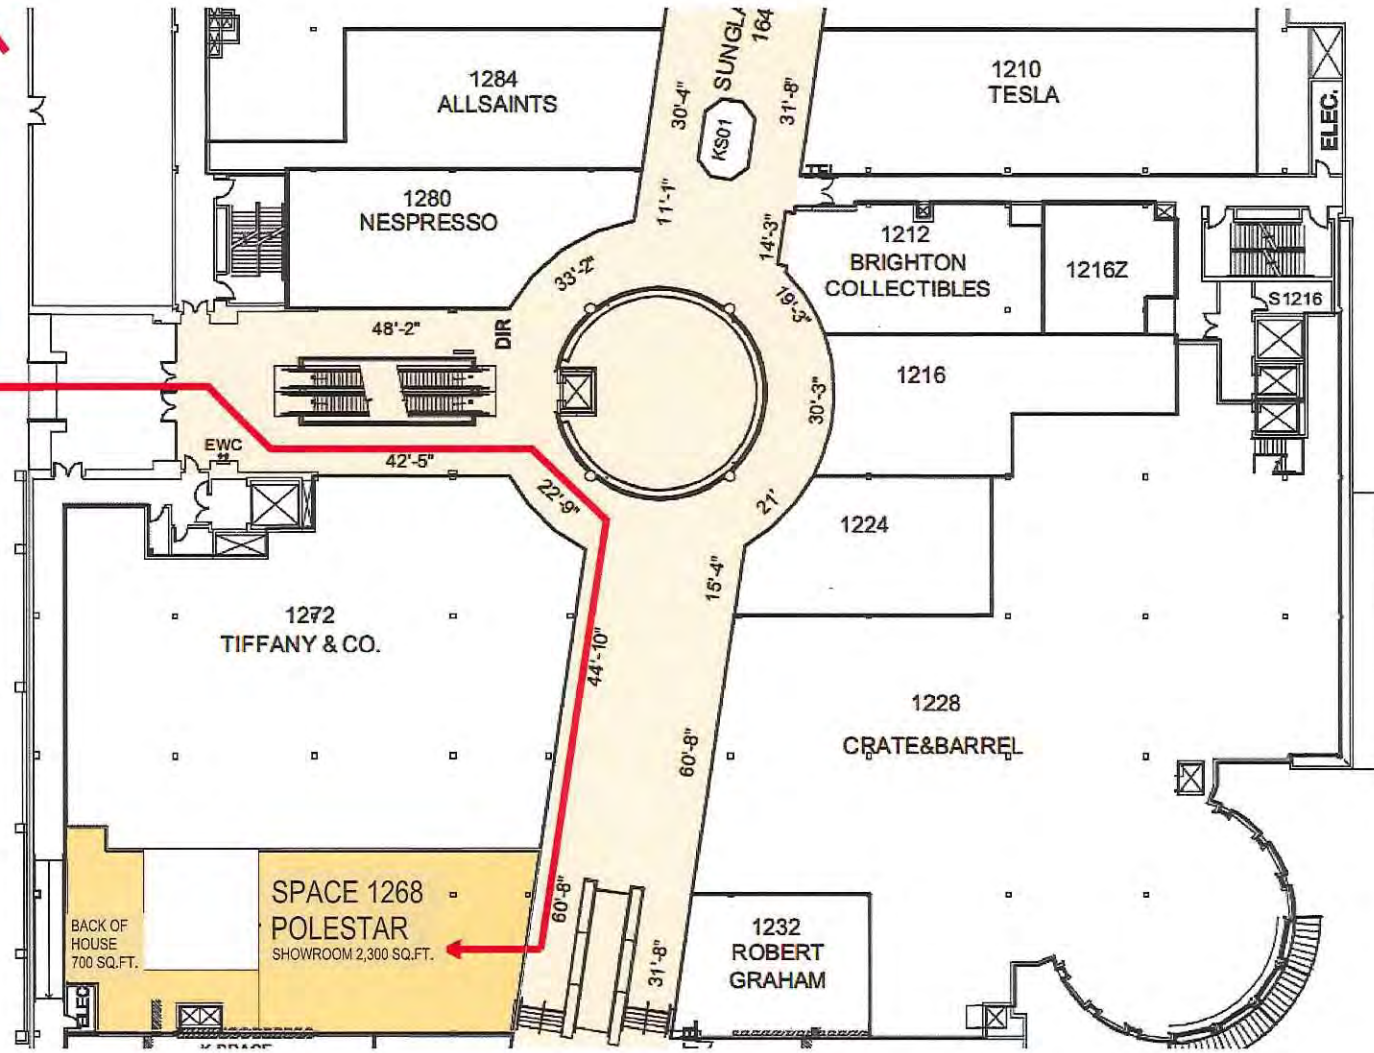 SUNGLA
164
1284
ALLSAINTS
30'-4"
KS01
31'-8"
1210
TESLA
ELEC.
1280
NESPRESSO
11'-1"
TEL
14'-3"
1212
BRIGHTON
COLLECTIBLES
1216Z
S1216
33'-2"
19'-3"
48'-2"
DIR
1216
30'-3"
EWC
42'-5"
22'-9"
21'
1224
15'-4"
1272
TIFFANY & CO.
44'-10"
60'-8"
1228
CRATE&BARREL
SPACE 1268
POLESTAR
SHOWROOM 2,300 SQ.FT.
BACK OF
HOUSE
700 SQ.FT.
60'-8"
31'-8"
1232
ROBERT
GRAHAM
ELEC